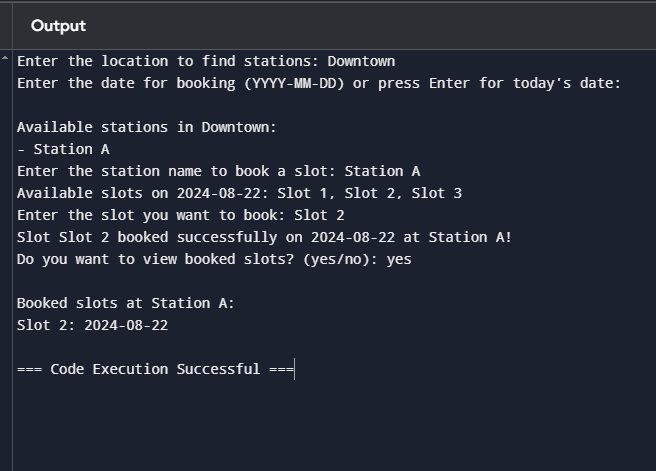 Output
Enter the location to find stations: Downtown
Enter the date for booking (YYYY-MM-DD) or press Enter for today's date:
Available stations in Downtown:
- Station A
Enter the station name to book a slot: Station A
Available slots on 2024-08-22: Slot 1, Slot 2, Slot 3
Enter the slot you want to book: Slot 2
Slot Slot 2 booked successfully on 2024-08-22 at Station A!
Do you want to view booked slots? (yes/no): yes
Booked slots at Station A:
Slot 2: 2024-08-22
=== Code Execution Successful ===